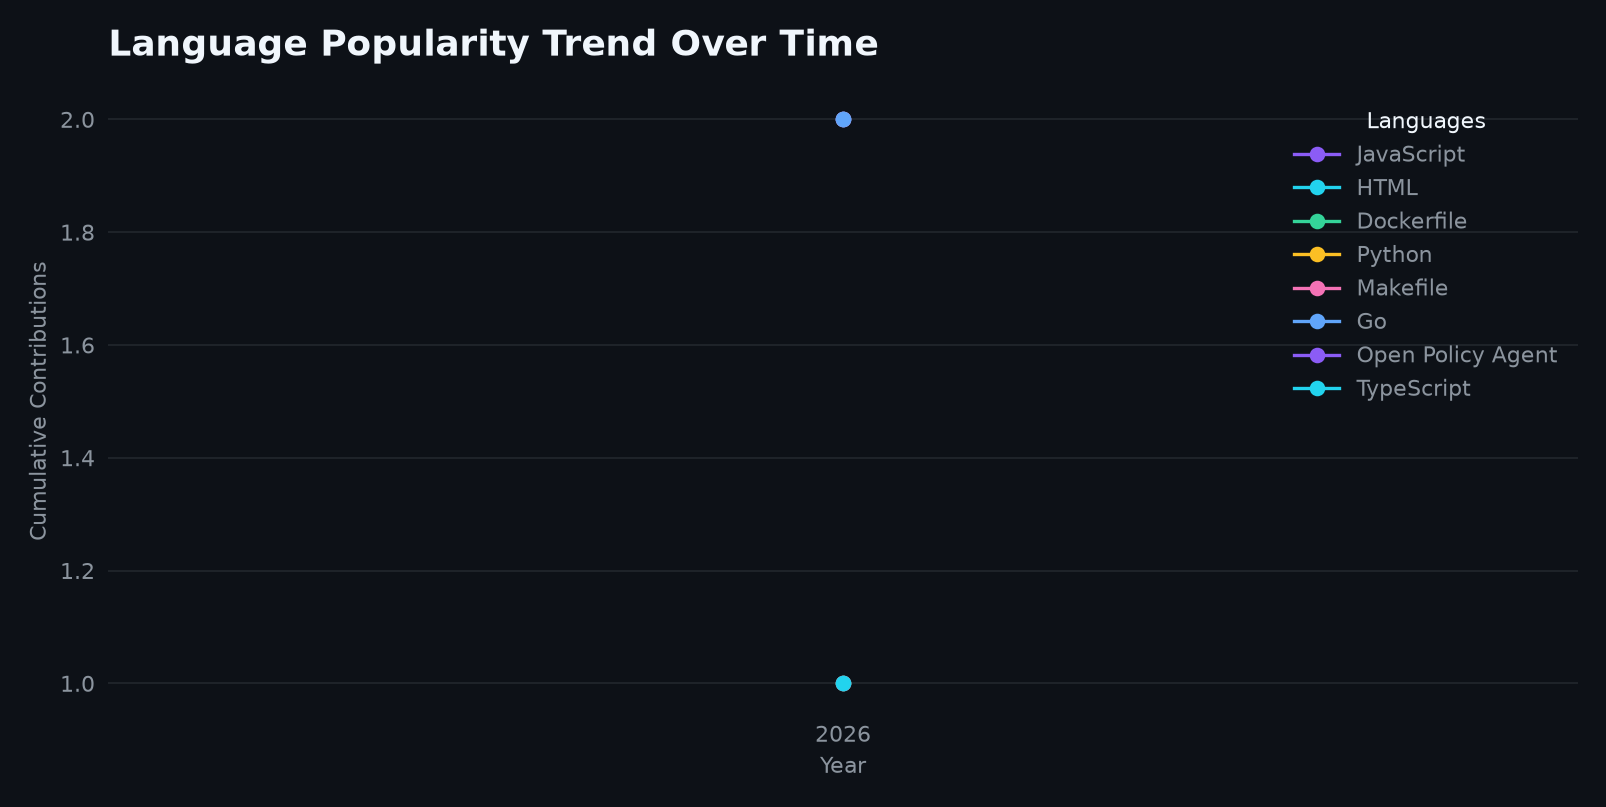 Language Popularity Trend Over Time
Cumulative Contributions
2.0
1.8
1.6
1.4
1.2
1.0
2026
Year
Languages
JavaScript
HTML
Dockerfile
Python
Makefile
Go
Open Policy Agent
TypeScript